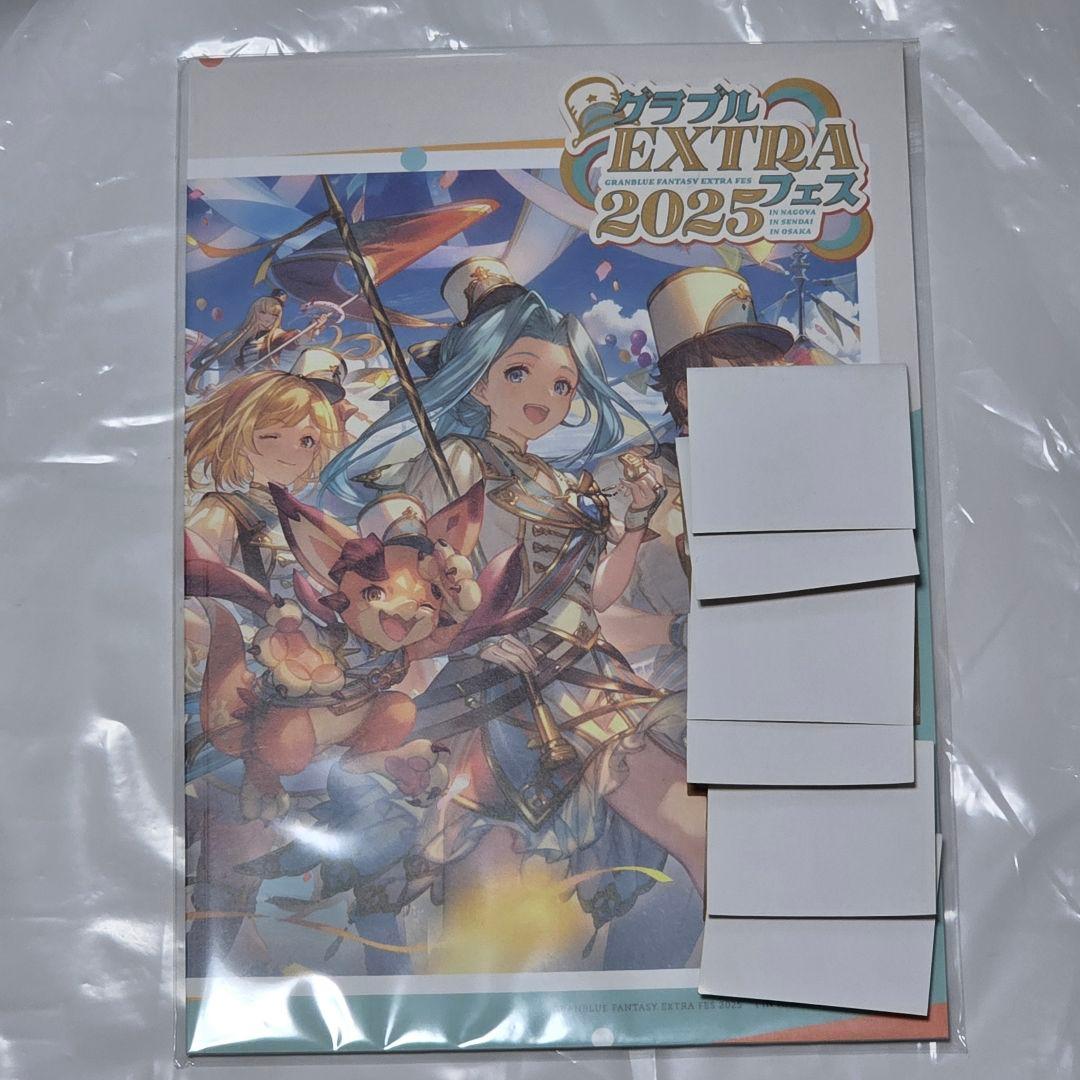 グラブル
EXTRA
GRANBLUE FANTASY EXTRA FES
フェス
2025
IN NAGOYA
IN SENDAI
IN OSAKA
GRANBLUE FANTASY EXTRA FES 2025